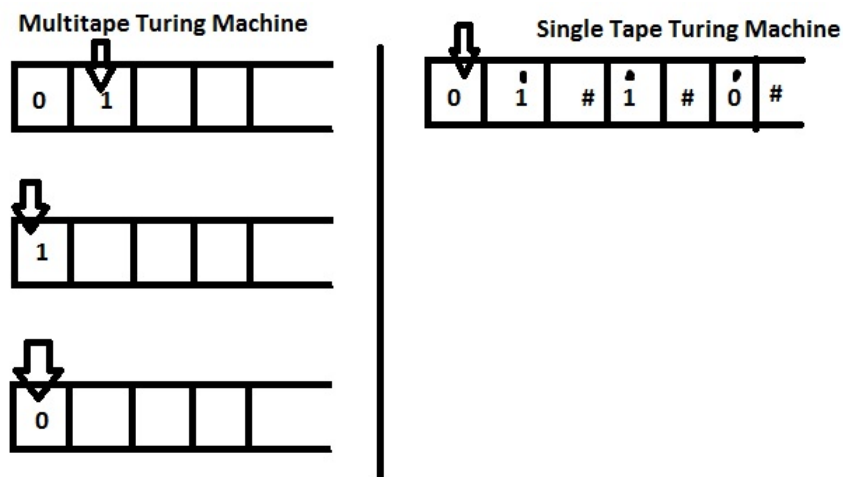 Multitape Turing Machine
0 1
1
0
Single Tape Turing Machine
0 1 # 1 # 0 #